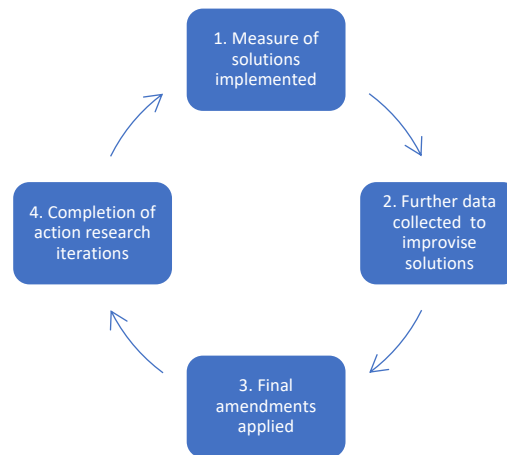 1. Measure of
solutions
implemented
2. Further data
collected to
improvise
solutions
3. Final
amendments
applied
4. Completion of
action research
iterations